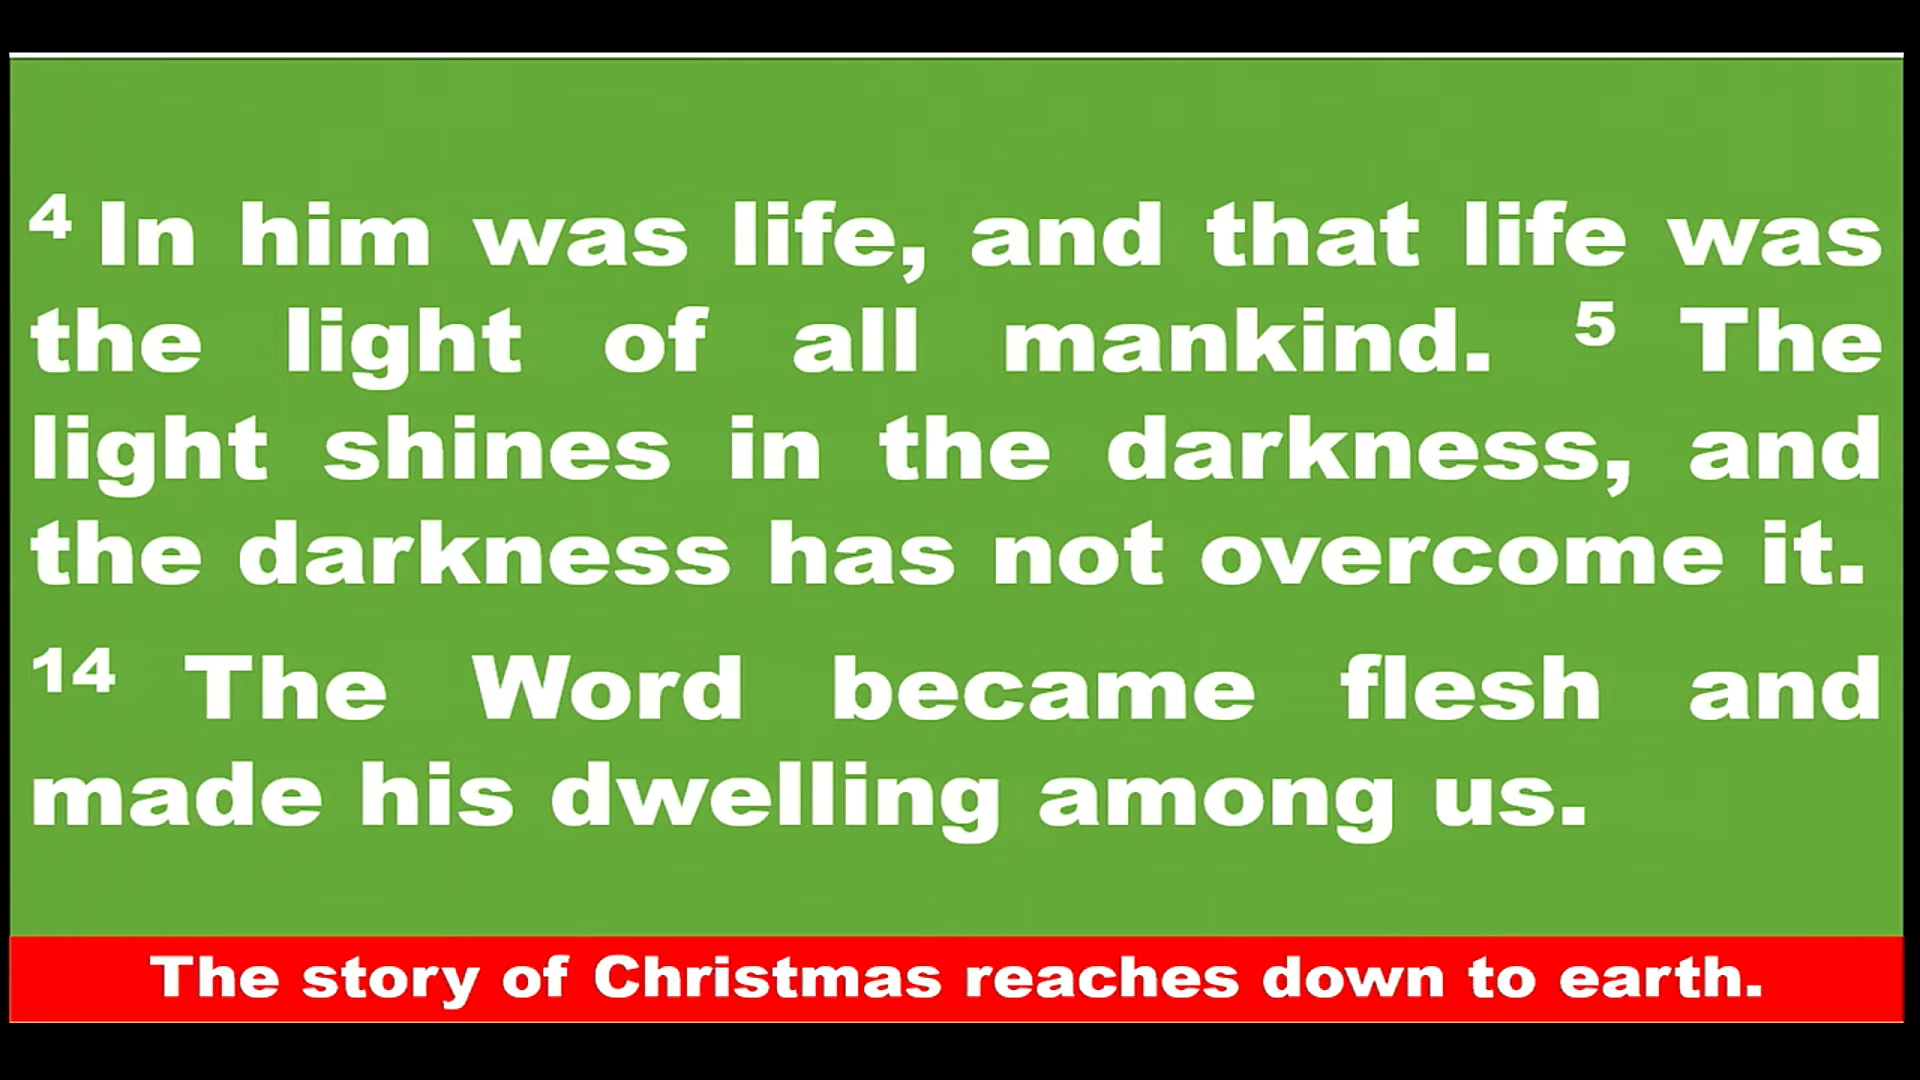 4 In him was life, and that life was
the light of all mankind. 5 The
light shines in the darkness, and
the darkness has not overcome it.
14 The Word became flesh and
made his dwelling among us.
The story of Christmas reaches down to earth.